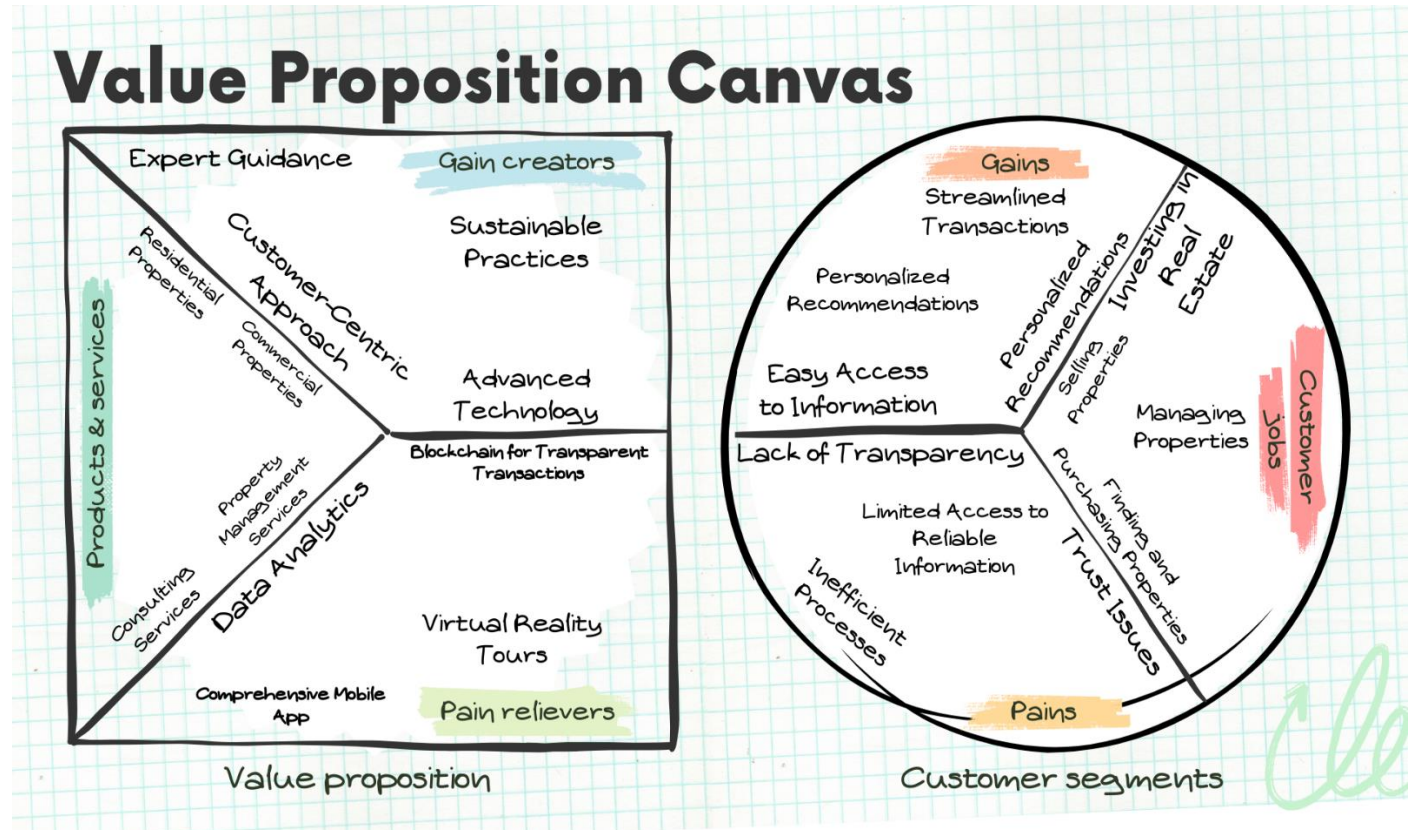 Value Proposition Canvas
Expert Guidance
Gain creators
Customer-Centric
Approach
Sustainable
Practices
Advanced
Technology
Residential
Properties
Commercial
Properties
Products & services
Property
Management
Services
Consulting
Services
Blockchain for Transparent
Transactions
Data Analytics
Virtual Reality
Tours
Comprehensive Mobile
App
Pain relievers
Value proposition
Gains
Streamlined
Transactions
Personalized
Recommendations
Personalized
Recommendations
Easy Access
to Information
Investing in
Real
Estate
Selling
Properties
Managing
Properties
Customer
jobs
Finding and
Purchasing Properties
Lack of Transparency
Limited Access to
Reliable
Information
Inefficient
Processes
Trust Issues
Pains
Customer segments